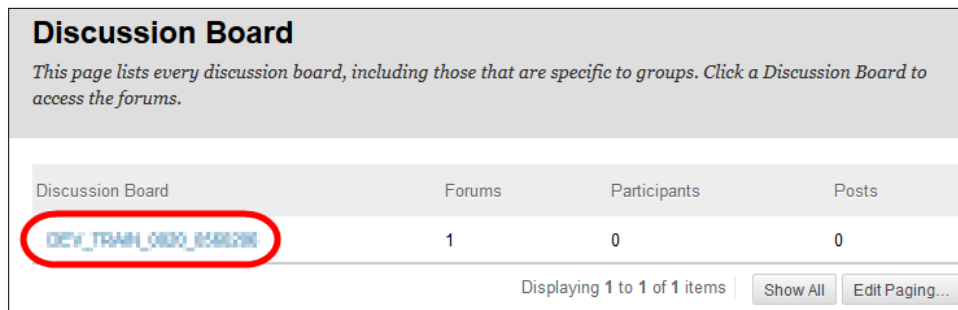 Discussion Board
This page lists every discussion board, including those that are specific to groups. Click a Discussion Board to
access the forums.
Discussion Board Forums Participants Posts
1 0 0
Displaying 1 to 1 of 1 items Show All Edit Paging...